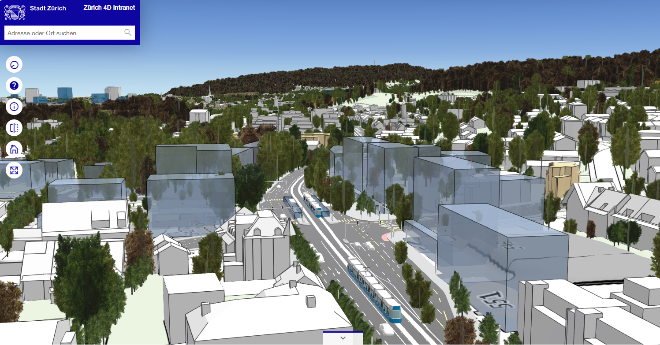 Stadt Zürich
Zürich 4D Intranet
Adresse oder Ort suchen